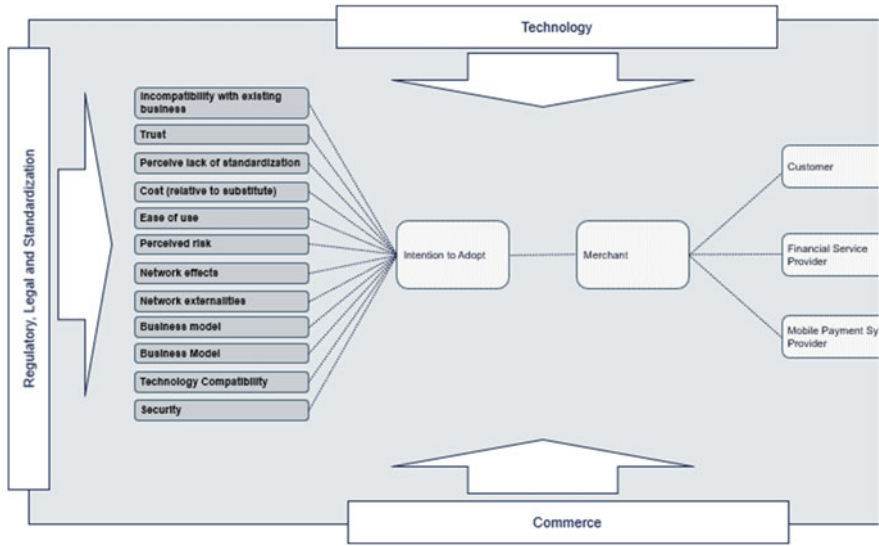 Technology
Regulatory, Legal and Standardization
Incompatibility with existing
business
Trust
Perceive lack of standardization
Cost (relative to substitute)
Ease of use
Perceived risk
Network effects
Network externalities
Business model
Business Model
Technology Compatibility
Security
Intention to Adopt
Merchant
Customer
Financial Service
Provider
Mobile Payment Sy
Provider
Commerce